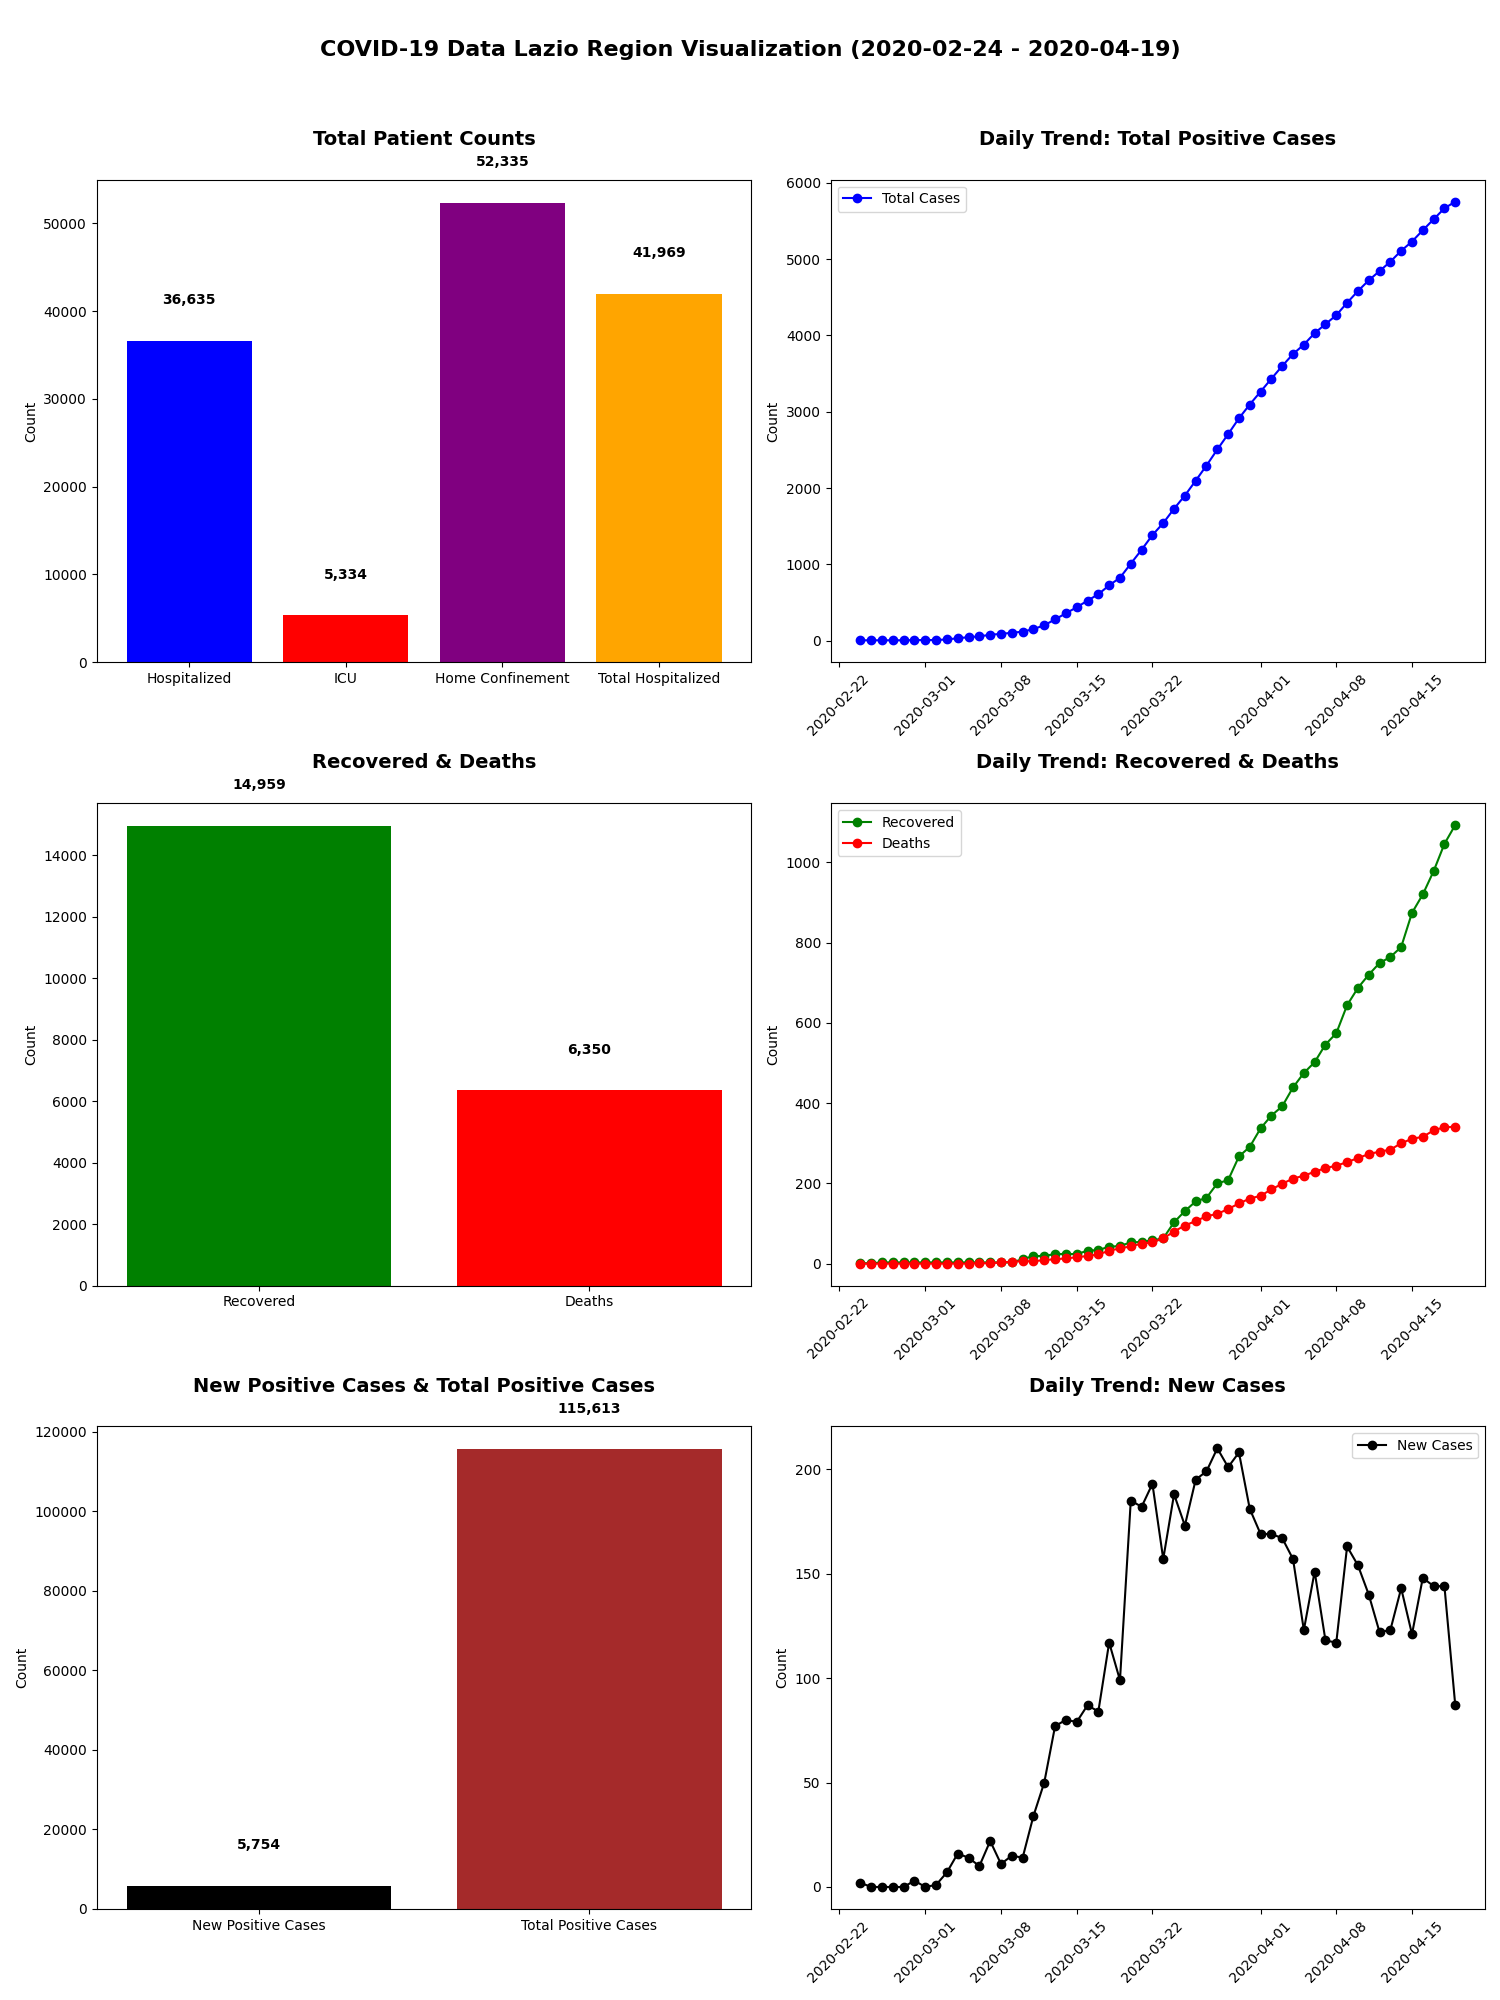 COVID-19 Data Lazio Region Visualization (2020-02-24 - 2020-04-19)
Total Patient Counts
52,335
41,969
36,635
5,334
50000
40000
30000
20000
10000
0
Count
Hospitalized
ICU
Home Confinement
Total Hospitalized
Daily Trend: Total Positive Cases
Total Cases
6000
5000
4000
3000
2000
1000
0
Count
2020-02-22
2020-03-01
2020-03-08
2020-03-15
2020-03-22
2020-04-01
2020-04-08
2020-04-15
Recovered & Deaths
14,959
6,350
14000
12000
10000
8000
6000
4000
2000
0
Count
Recovered
Deaths
Daily Trend: Recovered & Deaths
Recovered
Deaths
1000
800
600
400
200
0
Count
2020-02-22
2020-03-01
2020-03-08
2020-03-15
2020-03-22
2020-04-01
2020-04-08
2020-04-15
New Positive Cases & Total Positive Cases
115,613
5,754
120000
100000
80000
60000
40000
20000
0
Count
New Positive Cases
Total Positive Cases
Daily Trend: New Cases
New Cases
200
150
100
50
0
Count
2020-02-22
2020-03-01
2020-03-08
2020-03-15
2020-03-22
2020-04-01
2020-04-08
2020-04-15